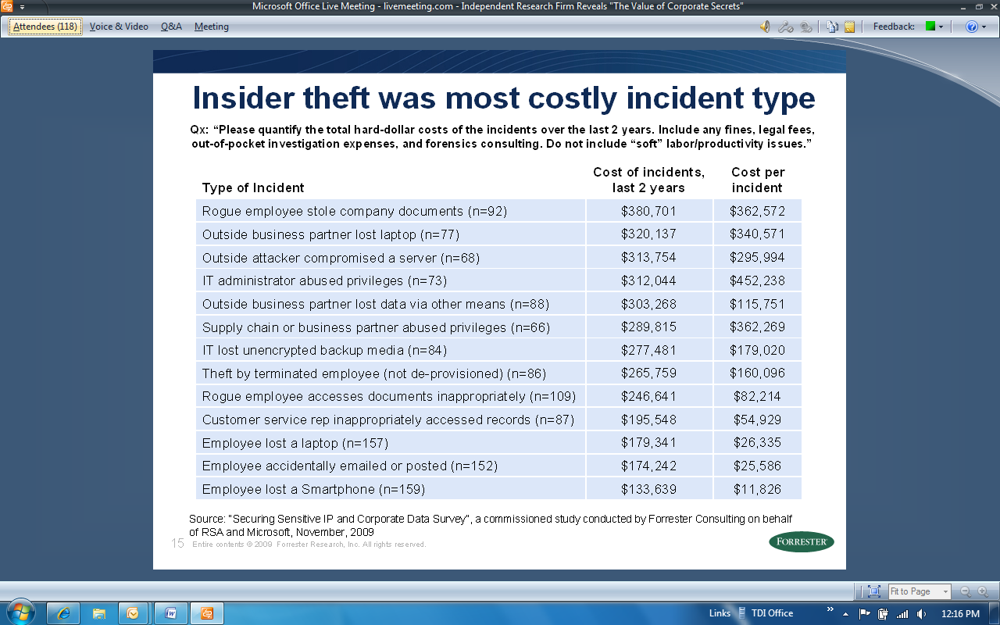 Microsoft Office Live Meeting - livemeeting.com - Independent Research Firm Reveals "The Value of Corporate Secrets"
Attendees (118) Voice & Video Q&A Meeting Feedback:
Insider theft was most costly incident type
Qx: “Please quantify the total hard-dollar costs of the incidents over the last 2 years. Include any fines, legal fees,
out-of-pocket investigation expenses, and forensics consulting. Do not include “soft” labor/productivity issues.”
Cost of incidents, Cost per
Type of Incident last 2 years incident
Rogue employee stole company documents (n=92) $380,701 $362,572
Outside business partner lost laptop (n=77) $320,137 $340,571
Outside attacker compromised a server (n=68) $313,754 $295,994
IT administrator abused privileges (n=73) $312,044 $452,238
Outside business partner lost data via other means (n=88) $303,268 $115,751
Supply chain or business partner abused privileges (n=66) $289,815 $362,269
IT lost unencrypted backup media (n=84) $277,481 $179,020
Theft by terminated employee (not de-provisioned) (n=86) $265,759 $160,096
Rogue employee accesses documents inappropriately (n=109) $246,641 $82,214
Customer service rep inappropriately accessed records (n=87) $195,548 $54,929
Employee lost a laptop (n=157) $179,341 $26,335
Employee accidentally emailed or posted (n=152) $174,242 $25,586
Employee lost a Smartphone (n=159) $133,639 $11,826
Source: “Securing Sensitive IP and Corporate Data Survey”, a commissioned study conducted by Forrester Consulting on behalf
of RSA and Microsoft, November, 2009
15 Entire contents © 2009 Forrester Research, Inc. All rights reserved.
FORRESTER®
Fit to Page
Links TDI Office 12:16 PM